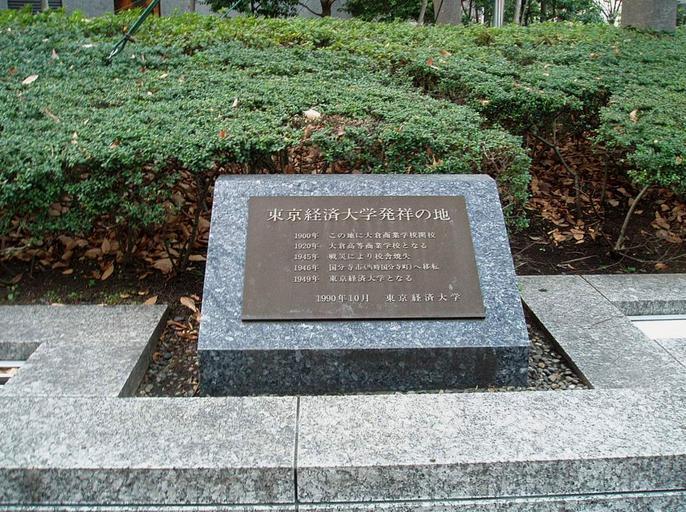 東京経済大学発祥の地
1900年 この地に大倉商業学校開校
1920年 大倉高等商業学校となる
1945年 戦災により校舎焼失
1946年 国分寺市(当時国分寺町)へ移転
1949年 東京経済大学となる
1990年10月 東京経済大学